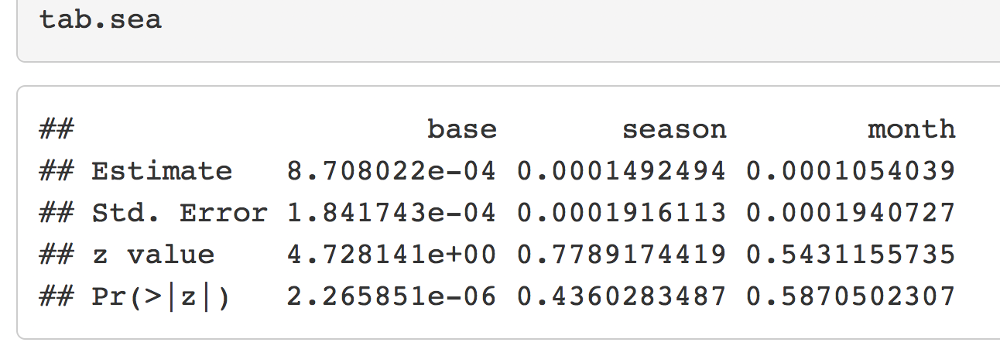 tab.sea
##                    base       season        month
## Estimate   8.708022e-04 0.0001492494 0.0001054039
## Std. Error 1.841743e-04 0.0001916113 0.0001940727
## z value    4.728141e+00 0.7789174419 0.5431155735
## Pr(>|z|)   2.265851e-06 0.4360283487 0.5870502307